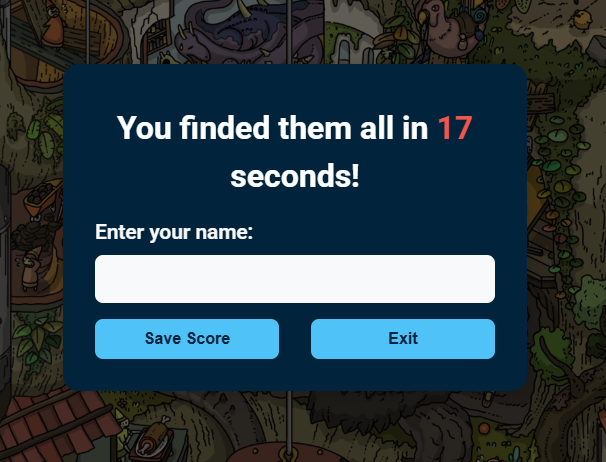 You finded them all in 17
seconds!
Enter your name:
Save Score
Exit